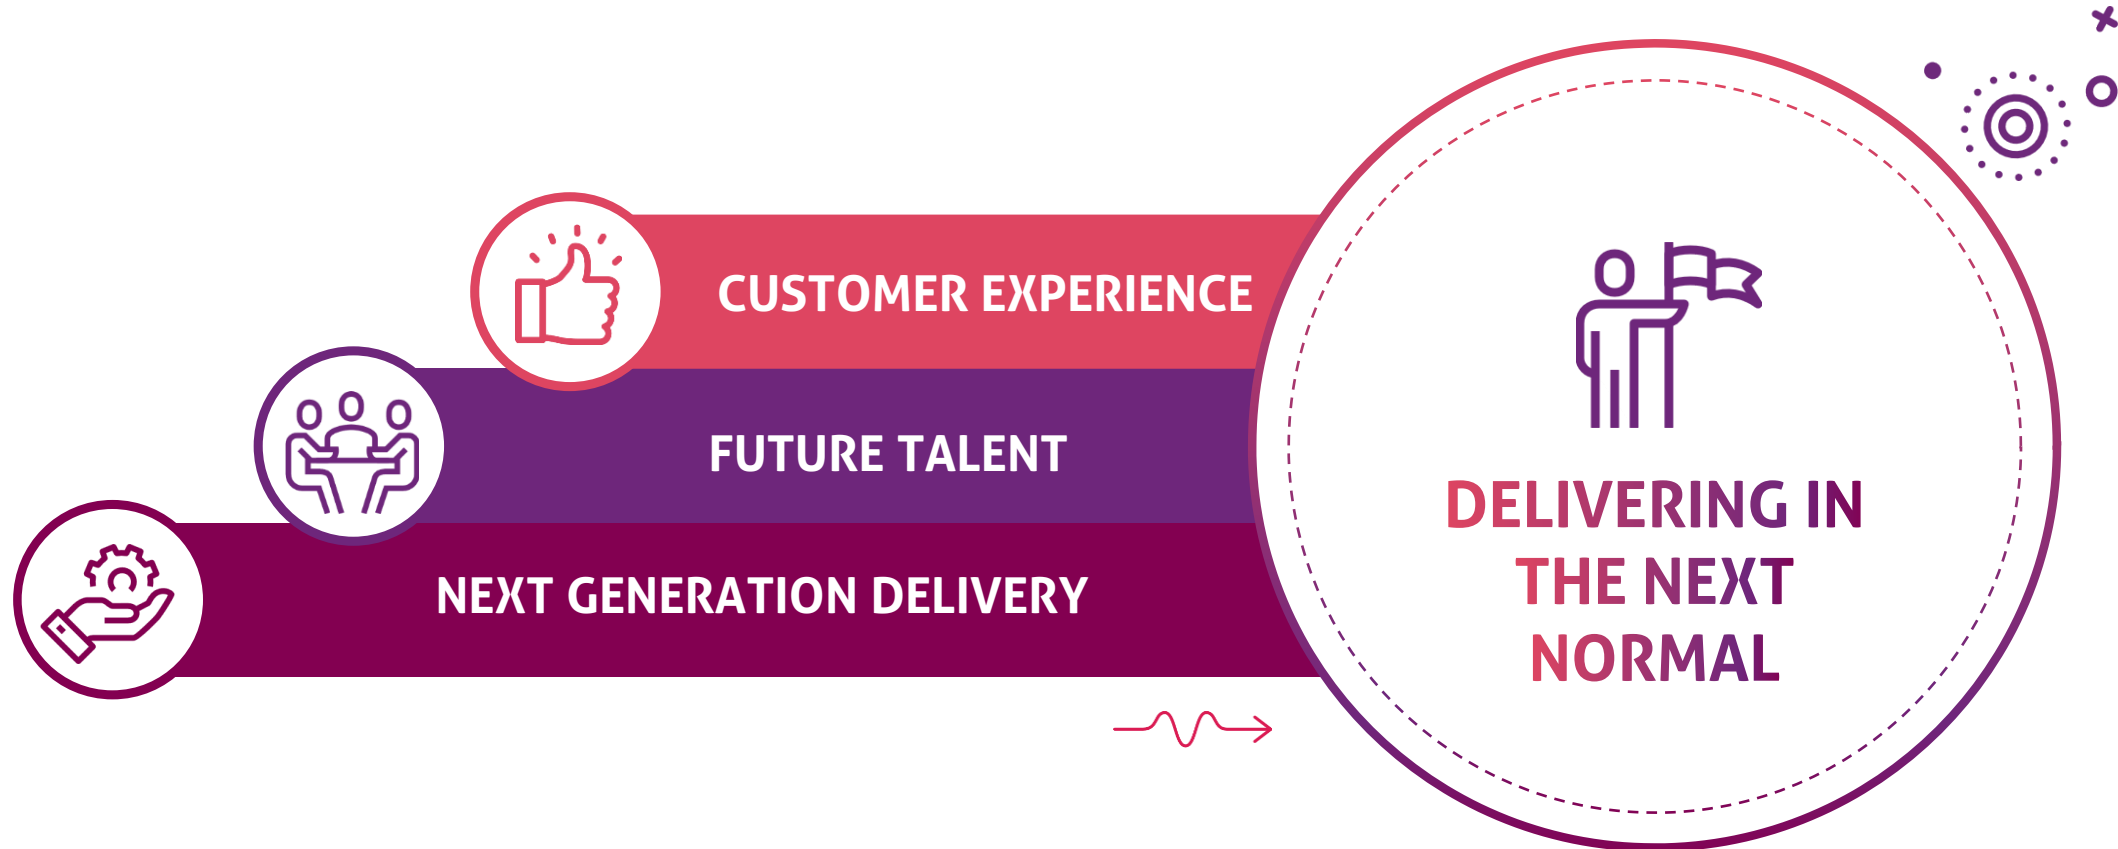 CUSTOMER EXPERIENCE
FUTURE TALENT
NEXT GENERATION DELIVERY
DELIVERING IN
THE NEXT
NORMAL